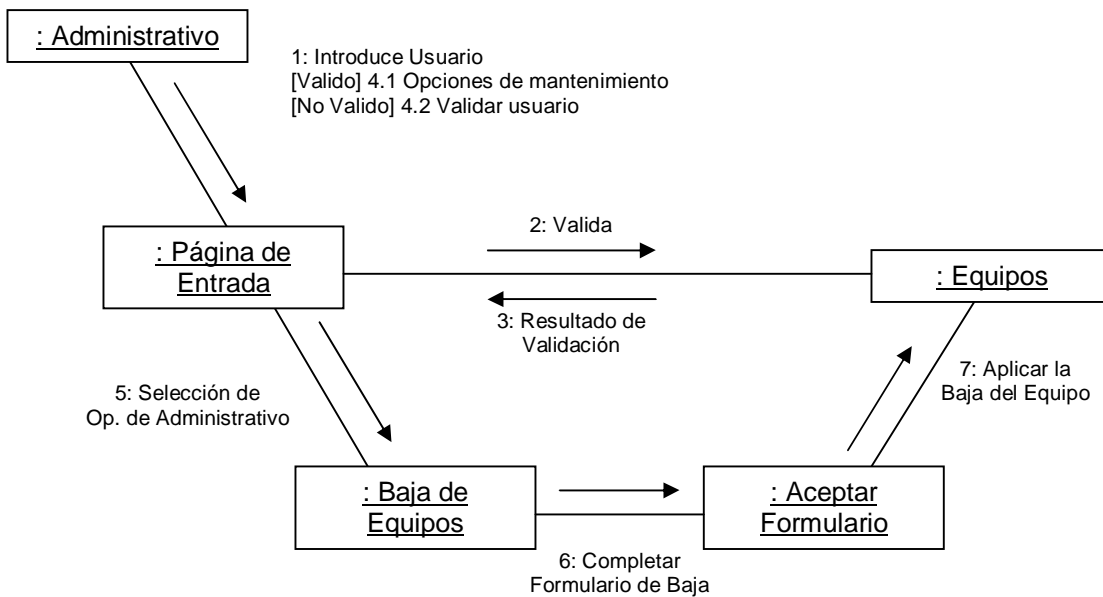 : Administrativo
1: Introduce Usuario
[Valido] 4.1 Opciones de mantenimiento
[No Valido] 4.2 Validar usuario
: Página de
Entrada
2: Valida
3: Resultado de
Validación
: Equipos
5: Selección de
Op. de Administrativo
7: Aplicar la
Baja del Equipo
: Baja de
Equipos
: Aceptar
Formulario
6: Completar
Formulario de Baja